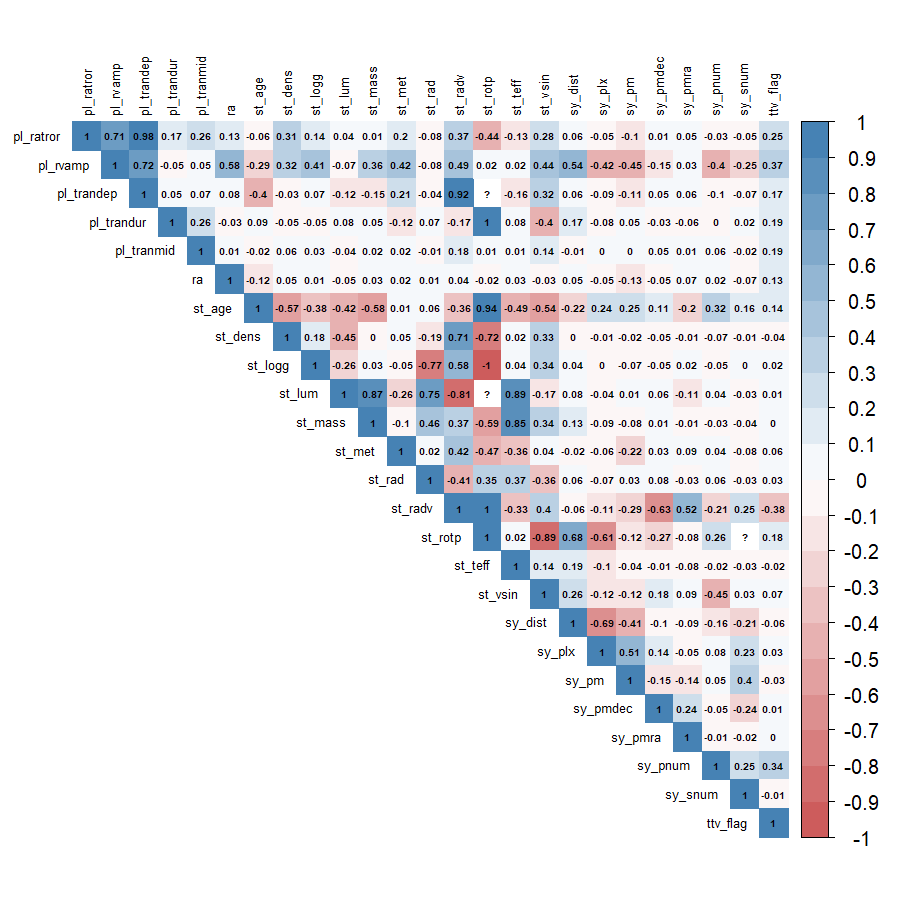 pl_ratror pl_rvamp pl_trandep pl_trandur pl_tranmid ra st_age st_dens st_logg st_lum st_mass st_met st_rad st_radv st_rotp st_teff st_vsin sy_dist sy_plx sy_pm sy_pmdec sy_pmra sy_pnum sy_snum ttv_flag
pl_ratror 1 0.71 0.98 0.17 0.26 0.13 -0.06 0.31 0.14 0.04 0.01 0.2 -0.08 0.37 -0.44 -0.13 0.28 0.06 -0.05 -0.1 0.01 0.05 -0.03 -0.05 0.25
pl_rvamp 1 0.72 -0.05 0.05 0.58 -0.29 0.32 0.41 -0.07 0.36 0.42 -0.08 0.49 0.02 0.02 0.44 0.54 -0.42 -0.45 -0.15 0.03 -0.4 -0.25 0.37
pl_trandep 1 0.05 0.07 0.08 -0.4 -0.03 0.07 -0.12 -0.15 0.21 -0.04 0.92 ? -0.16 0.32 0.06 -0.09 -0.11 0.05 0.06 -0.1 -0.07 0.17
pl_trandur 1 0.26 -0.03 0.09 -0.05 -0.05 0.08 0.05 -0.12 0.07 -0.17 1 0.08 -0.4 0.17 -0.08 0.05 -0.03 -0.06 0 0.02 0.19
pl_tranmid 1 0.01 -0.02 0.06 0.03 -0.04 0.02 0.02 -0.01 0.18 0.01 0.01 0.14 -0.01 0 0 0.05 0.01 0.06 -0.02 0.19
ra 1 -0.12 0.05 0.01 -0.05 0.03 0.02 0.01 0.04 -0.02 0.03 -0.03 0.05 -0.05 -0.13 -0.05 0.07 0.02 -0.07 0.13
st_age 1 -0.57 -0.38 -0.42 -0.58 0.01 0.06 -0.36 0.94 -0.49 -0.54 -0.22 0.24 0.25 0.11 -0.2 0.32 0.16 0.14
st_dens 1 0.18 -0.45 0 0.05 -0.19 0.71 -0.72 0.02 0.33 0 -0.01 -0.02 -0.05 -0.01 -0.07 -0.01 -0.04
st_logg 1 -0.26 0.03 -0.05 -0.77 0.58 -1 0.04 0.34 0.04 0 -0.07 -0.05 0.02 -0.05 0 0.02
st_lum 1 0.87 -0.26 0.75 -0.81 ? 0.89 -0.17 0.08 -0.04 0.01 0.06 -0.11 0.04 -0.03 0.01
st_mass 1 -0.1 0.46 0.37 -0.59 0.85 0.34 0.13 -0.09 -0.08 0.01 -0.01 -0.03 -0.04 0
st_met 1 0.02 0.42 -0.47 -0.36 0.04 -0.02 -0.06 -0.22 0.03 0.09 0.04 -0.08 0.06
st_rad 1 -0.41 0.35 0.37 -0.36 0.06 -0.07 0.03 0.08 -0.03 0.06 -0.03 0.03
st_radv 1 1 -0.33 0.4 -0.06 -0.11 -0.29 -0.63 0.52 -0.21 0.25 -0.38
st_rotp 1 0.02 -0.89 0.68 -0.61 -0.12 -0.27 -0.08 0.26 ? 0.18
st_teff 1 0.14 0.19 -0.1 -0.04 -0.01 -0.08 -0.02 -0.03 -0.02
st_vsin 1 0.26 -0.12 -0.12 0.18 0.09 -0.45 0.03 0.07
sy_dist 1 -0.69 -0.41 -0.1 -0.09 -0.16 -0.21 -0.06
sy_plx 1 0.51 0.14 -0.05 0.08 0.23 0.03
sy_pm 1 -0.15 -0.14 0.05 0.4 -0.03
sy_pmdec 1 0.24 -0.05 -0.24 0.01
sy_pmra 1 -0.01 -0.02 0
sy_pnum 1 0.25 0.34
sy_snum 1 -0.01
ttv_flag 1
1
0.9
0.8
0.7
0.6
0.5
0.4
0.3
0.2
0.1
0
-0.1
-0.2
-0.3
-0.4
-0.5
-0.6
-0.7
-0.8
-0.9
-1